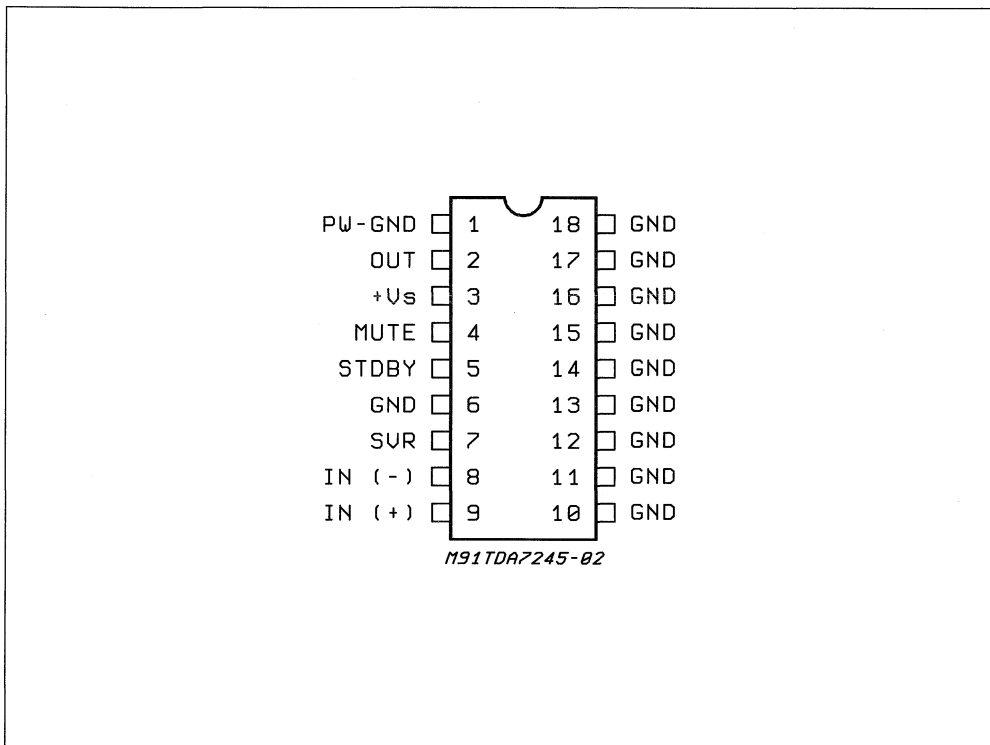 PW-GND 1 18 GND
OUT 2 17 GND
+Vs 3 16 GND
MUTE 4 15 GND
STDBY 5 14 GND
GND 6 13 GND
SVR 7 12 GND
IN (-) 8 11 GND
IN (+) 9 10 GND
M91TDA7245-02